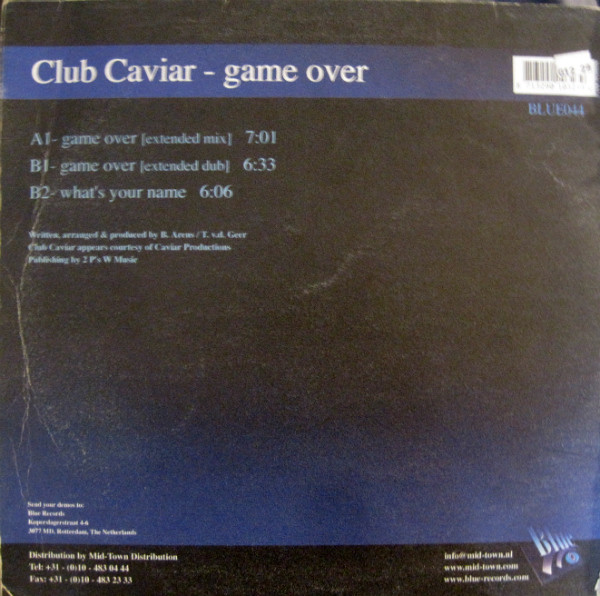 Club Caviar - game over
BLUE044
A1- game over [extended mix] 7:01
B1- game over [extended dub] 6:33
B2- what's your name 6:06
Written, arranged & produced by B. Arens / T. v.d. Geer
Club Caviar appears courtesy of Caviar Productions
Publishing by 2 P's W Music
Send your demos to:
Blue Records
Koperslagerstraat 4-6
3077 MD, Rotterdam, The Netherlands
Distribution by Mid-Town Distribution
Tel: +31 - (0)10 - 483 04 44
Fax: +31 - (0)10 - 483 23 33
info@mid-town.nl
www.mid-town.com
www.blue-records.com
Blue